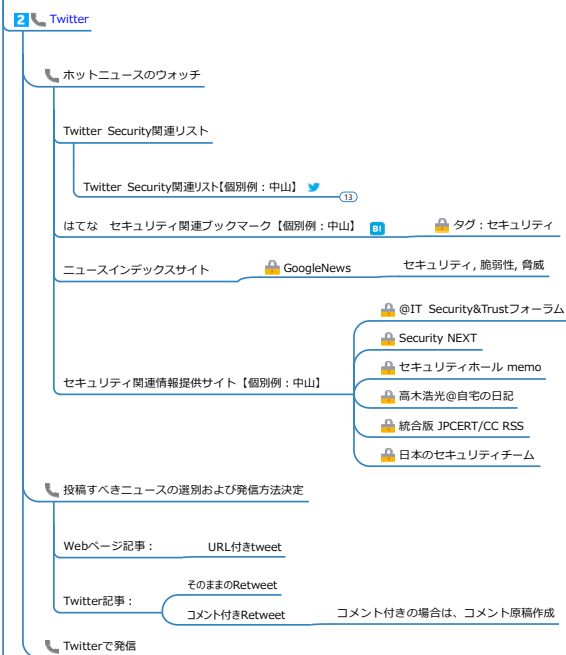 2 Twitter
ホットニュースのウォッチ
Twitter Security関連リスト
Twitter Security関連リスト【個別例：中山】
13
はてな　セキュリティ関連ブックマーク【個別例：中山】 B! タグ：セキュリティ
ニュースインデックスサイト GoogleNews セキュリティ, 脆弱性, 脅威
セキュリティ関連情報提供サイト【個別例：中山】
@IT Security&Trustフォーラム
Security NEXT
セキュリティホール memo
高木浩光@自宅の日記
統合版 JPCERT/CC RSS
日本のセキュリティチーム
投稿すべきニュースの選別および発信方法決定
Webページ記事： URL付きtweet
Twitter記事：
そのままのRetweet
コメント付きRetweet コメント付きの場合は、コメント原稿作成
Twitterで発信